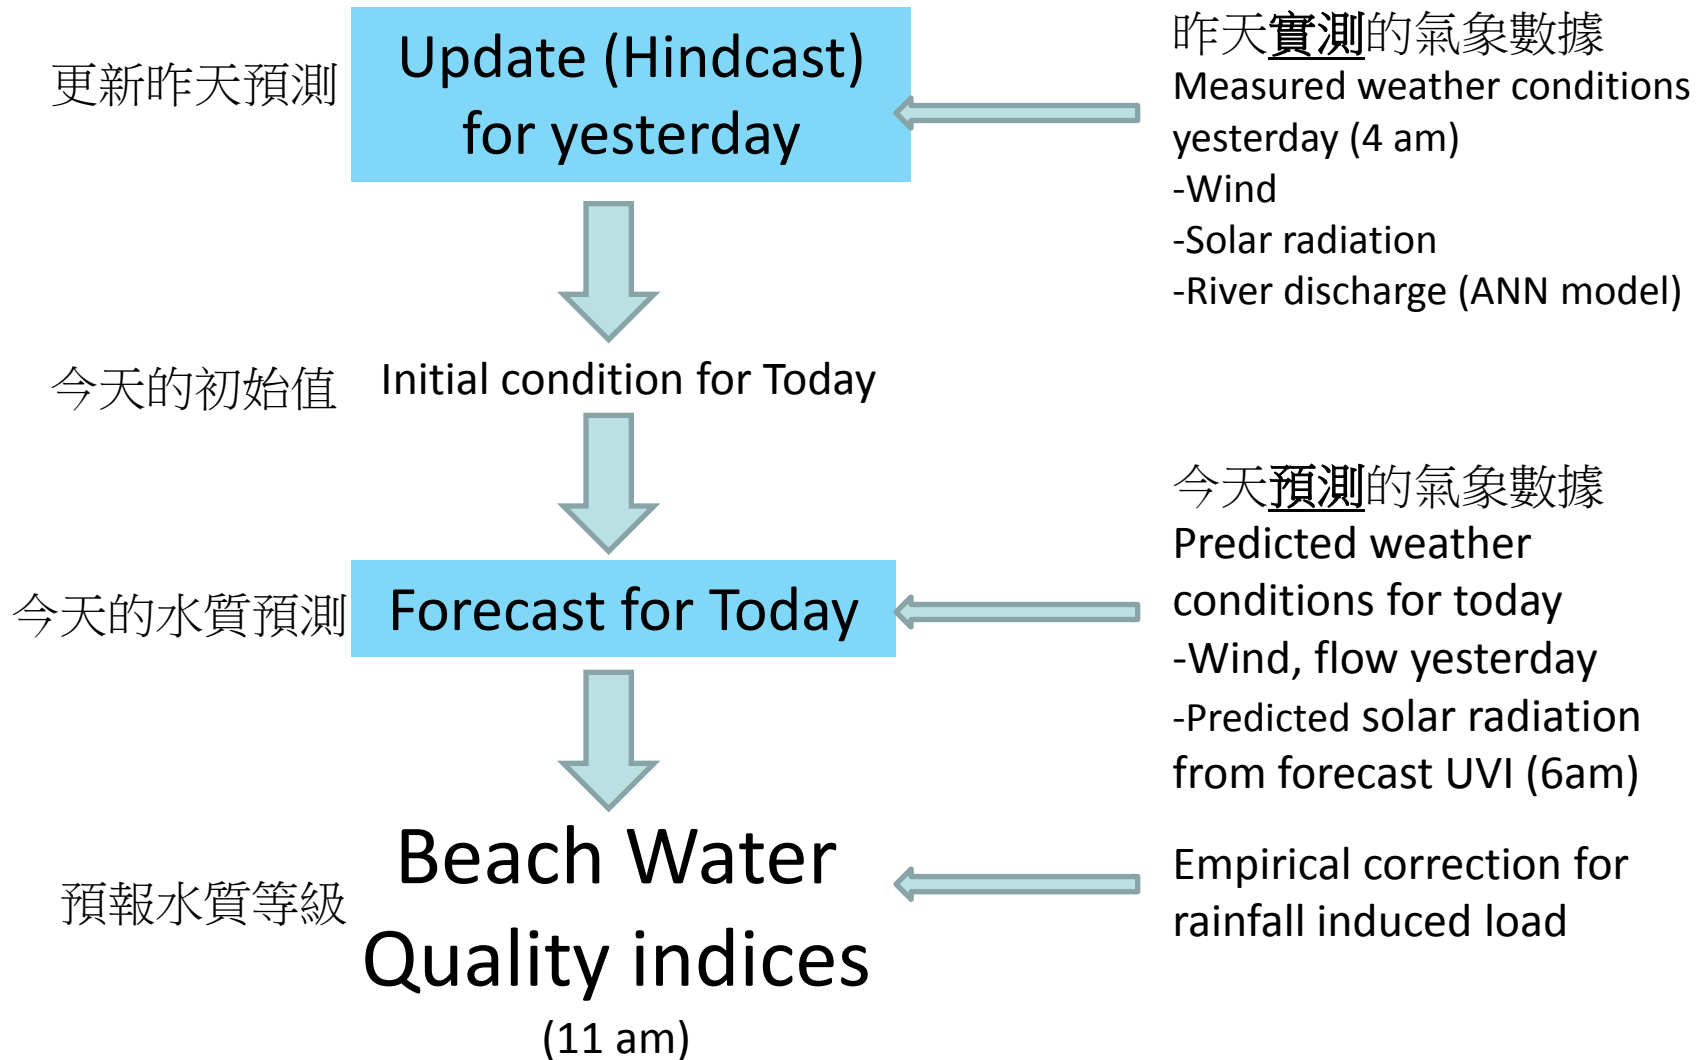 更新昨天預測
Update (Hindcast)
for yesterday
昨天實測的氣象數據
Measured weather conditions
yesterday (4 am)
-Wind
-Solar radiation
-River discharge (ANN model)
今天的初始值
Initial condition for Today
今天的水質預測
Forecast for Today
今天預測的氣象數據
Predicted weather
conditions for today
-Wind, flow yesterday
-Predicted solar radiation
from forecast UVI (6am)
預報水質等級
Beach Water
Quality indices
(11 am)
Empirical correction for
rainfall induced load